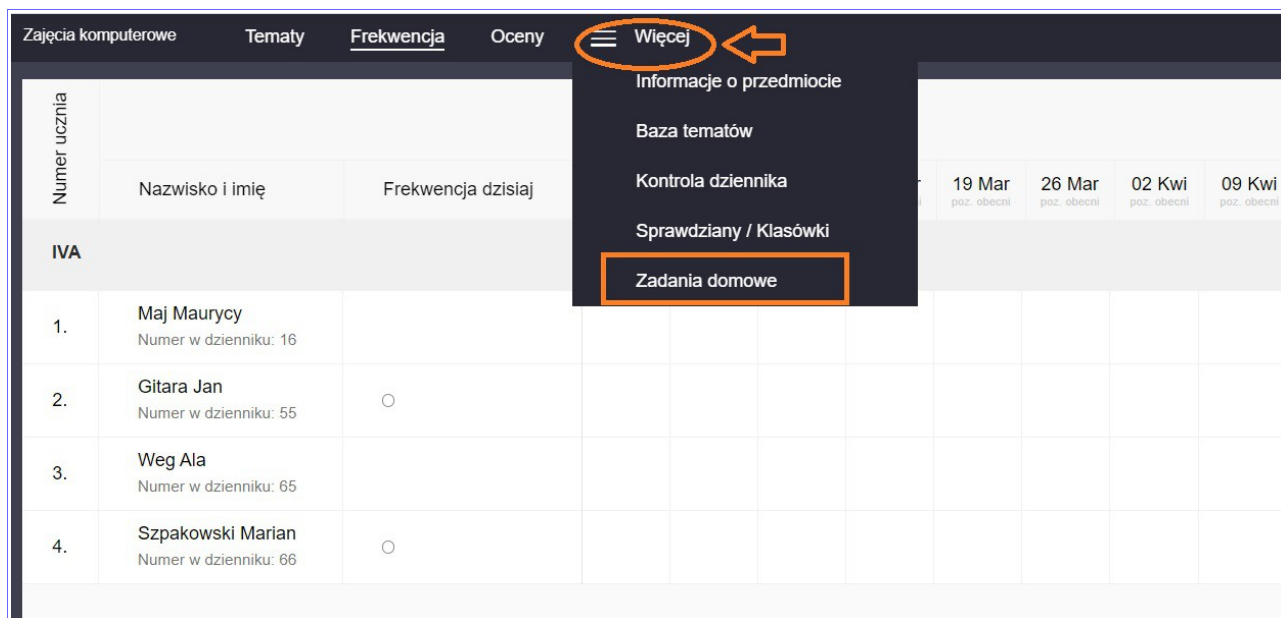 Zajęcia komputerowe Tematy Frekwencja Oceny Więcej
Informacje o przedmiocie
Baza tematów
Kontrola dziennika
Sprawdziany / Klasówki
Zadania domowe
Numer ucznia
Nazwisko i imię Frekwencja dzisiaj 19 Mar 26 Mar 02 Kwi 09 Kwi
poz. obecni poz. obecni poz. obecni poz. obecni
IVA
1. Maj Maurycy
Numer w dzienniku: 16
2. Gitara Jan
Numer w dzienniku: 55
3. Weg Ala
Numer w dzienniku: 65
4. Szpakowski Marian
Numer w dzienniku: 66